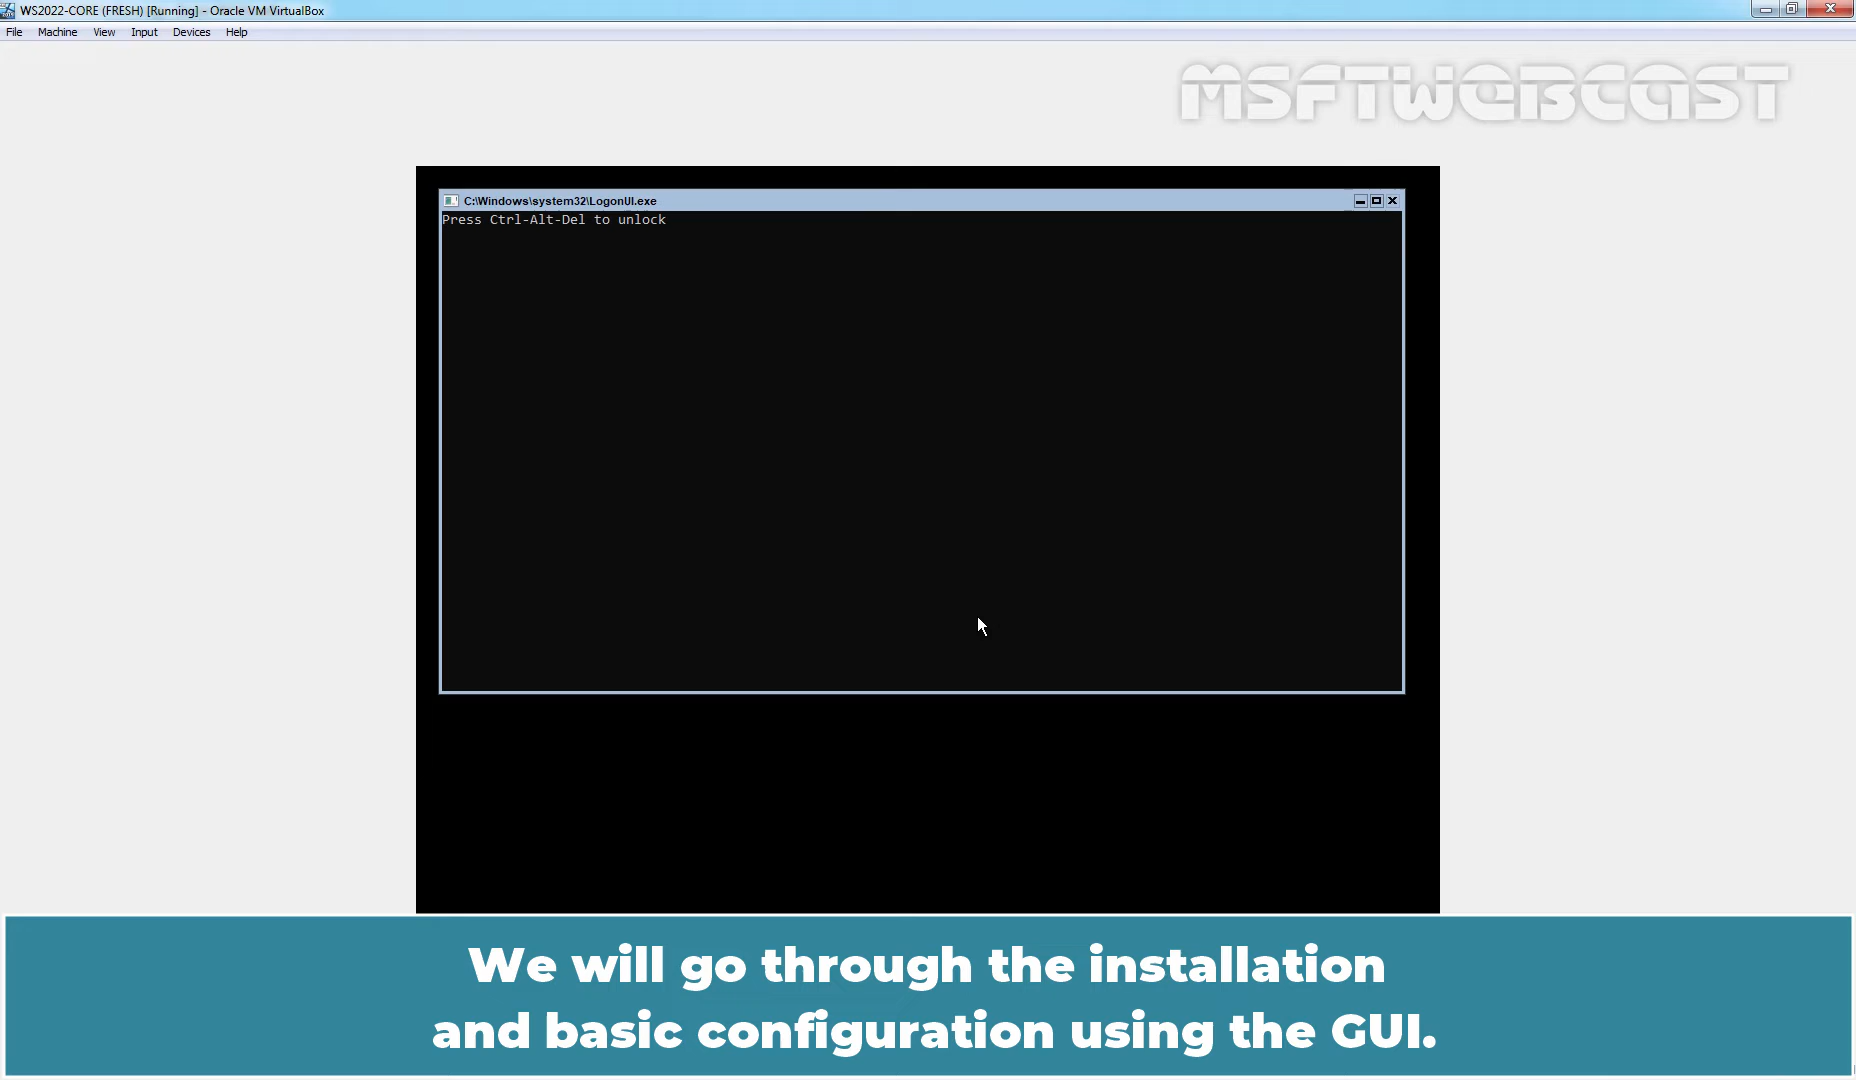 WS2022-CORE (FRESH) [Running] - Oracle VM VirtualBox
File Machine View Input Devices Help
MSFTWEBCAST
C:\Windows\system32\LogonUI.exe
Press Ctrl-Alt-Del to unlock
We will go through the installation
and basic configuration using the GUI.